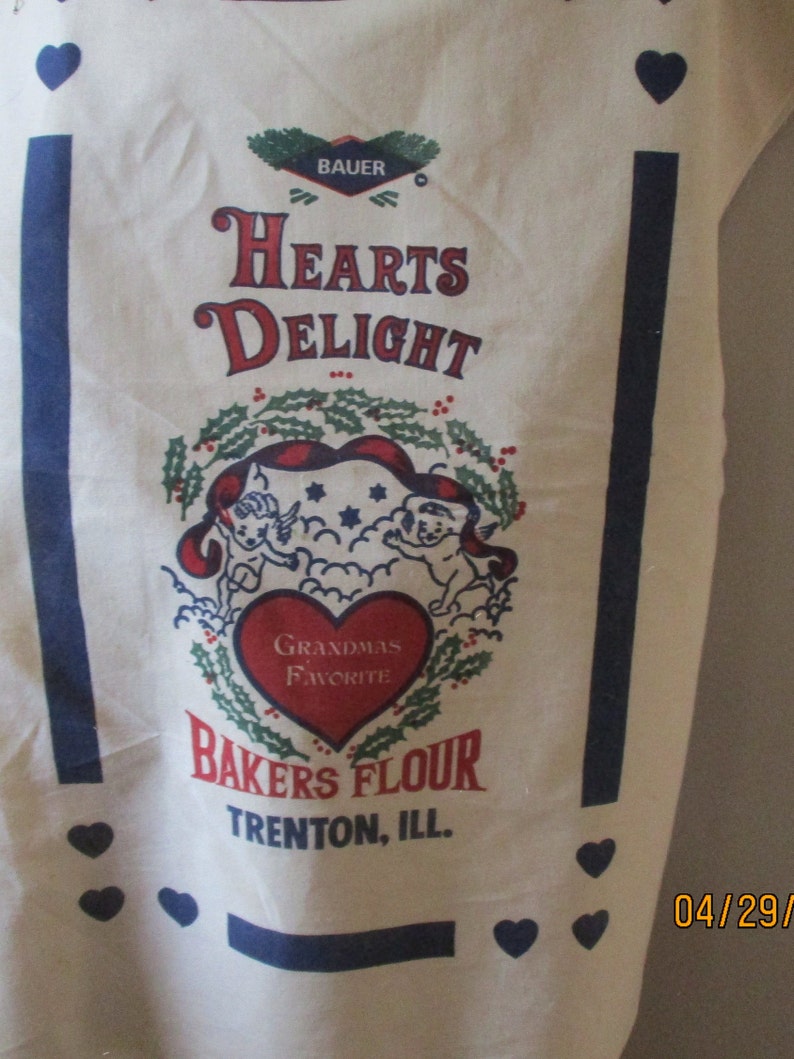 BAUER
HEARTS
DELIGHT
GRANDMAS
FAVORITE
BAKERS FLOUR
TRENTON, ILL.
04/29/